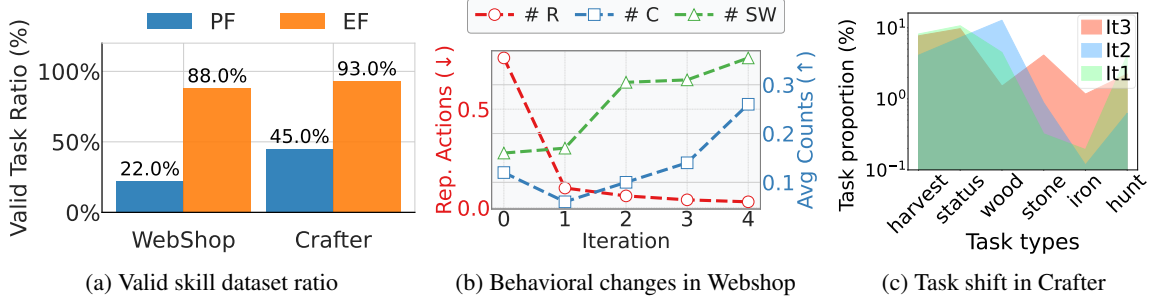 PF EF
Valid Task Ratio (%)
100%
50%
0%
22.0%
88.0%
45.0%
93.0%
WebShop Crafter
(a) Valid skill dataset ratio
# R # C # SW
Rep. Actions (↓)
0.5
0.0
Avg Counts (↑)
0.3
0.2
0.1
0 1 2 3 4
Iteration
(b) Behavioral changes in Webshop
Task proportion (%)
10¹
10⁰
10⁻¹
It3
It2
It1
harvest status wood stone iron hunt
Task types
(c) Task shift in Crafter